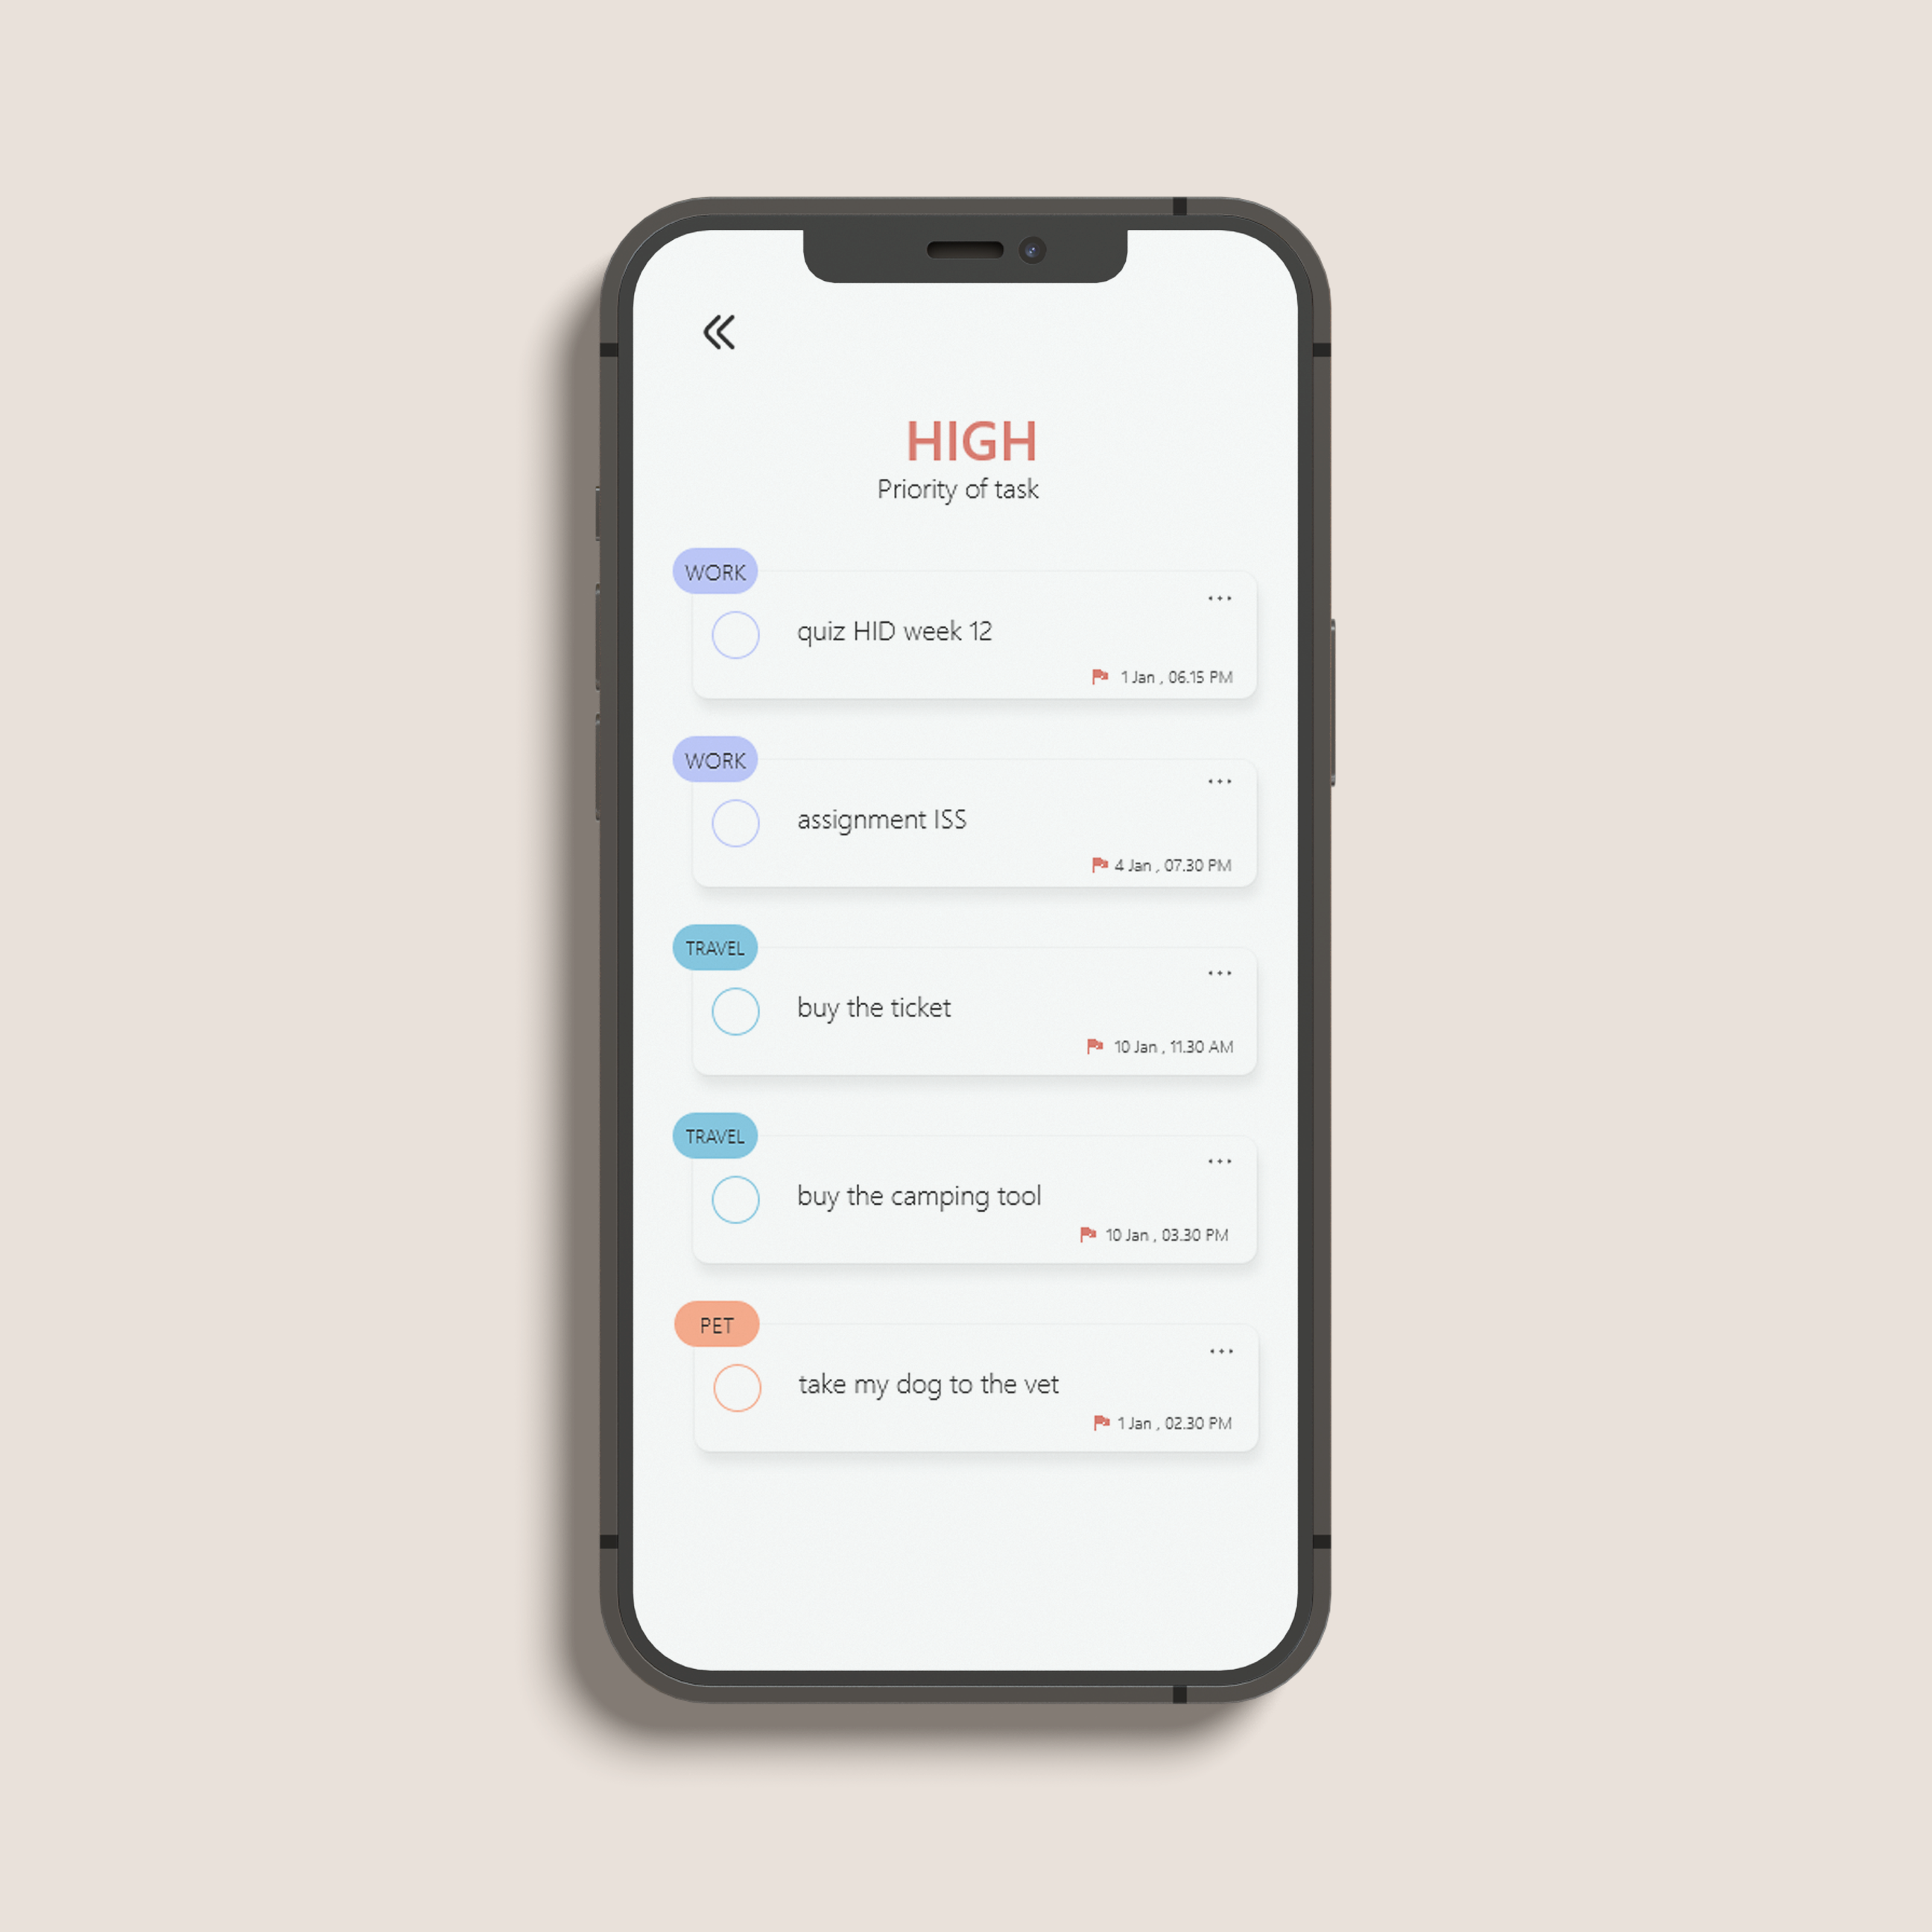 HIGH
Priority of task
WORK
quiz HID week 12
1 Jan , 06.15 PM
WORK
assignment ISS
4 Jan , 07.30 PM
TRAVEL
buy the ticket
10 Jan , 11.30 AM
TRAVEL
buy the camping tool
10 Jan , 03.30 PM
PET
take my dog to the vet
1 Jan , 02.30 PM